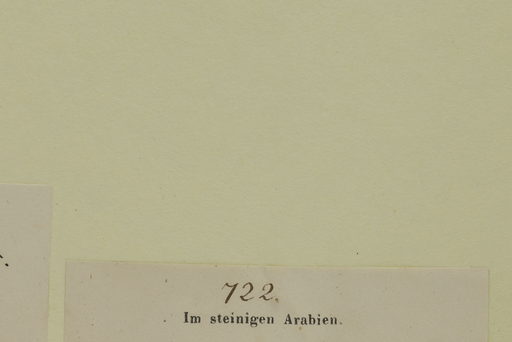 722.
Im steinigen Arabien.